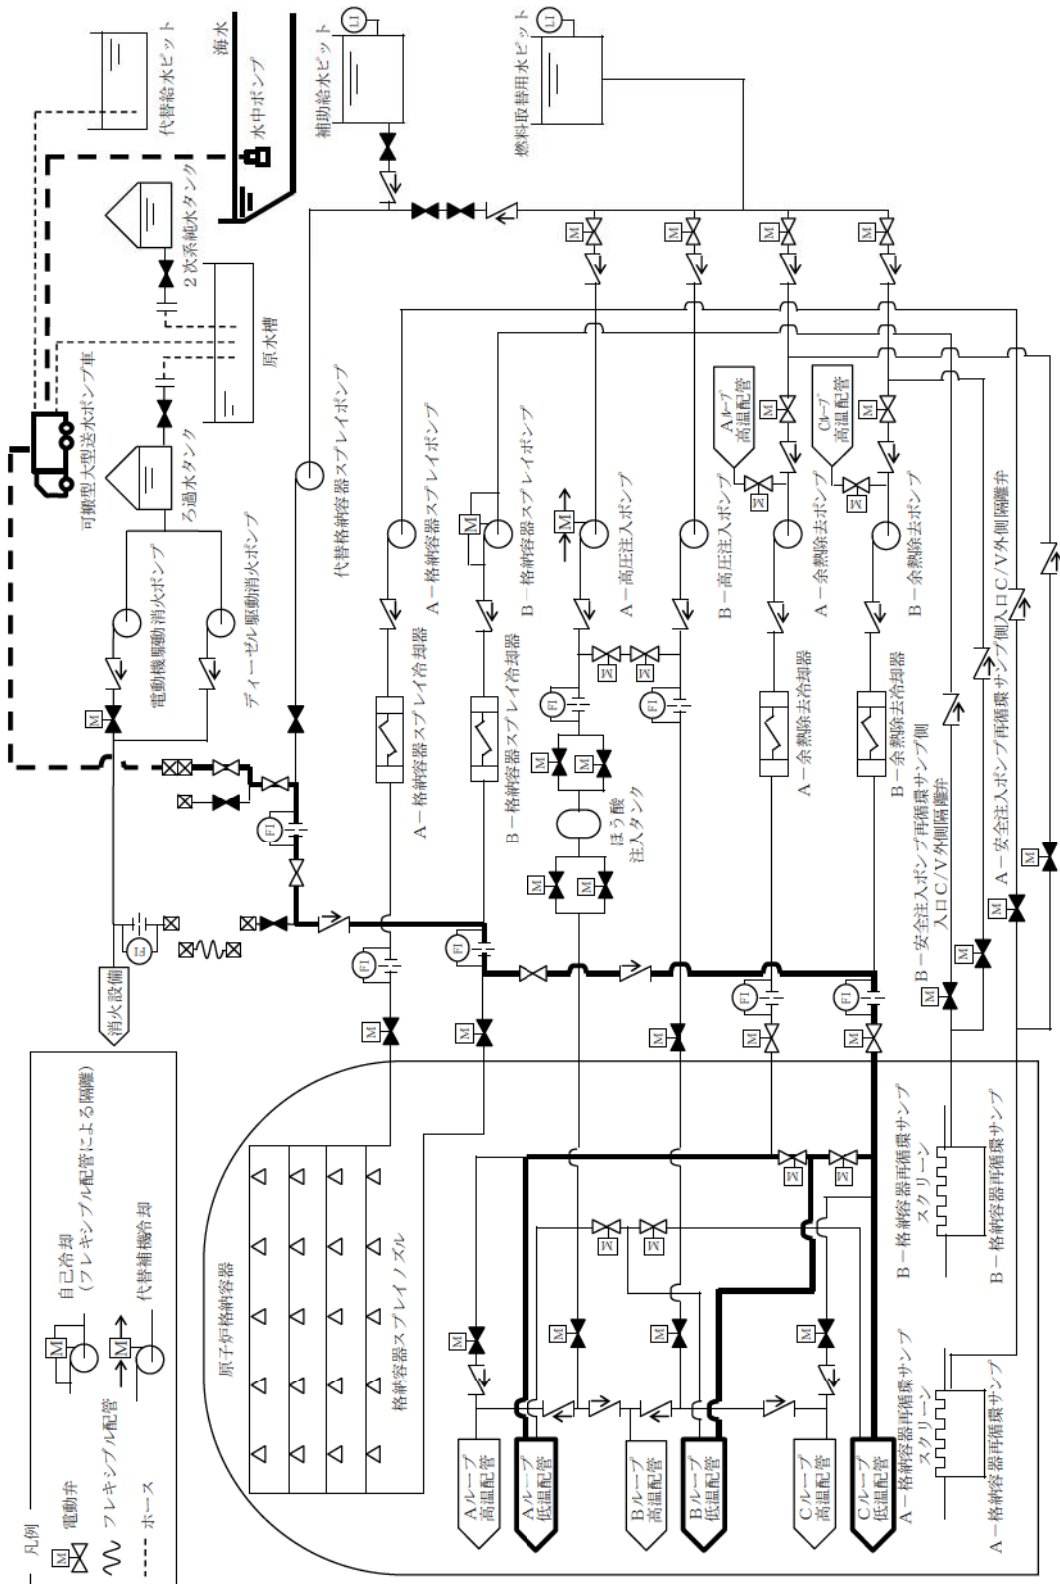 凡例
M
電動弁
フレキシブル配管
ホース
M
自己冷却
(フレキシブル配管による隔離)
M
代替補機冷却
消火設備
FI
M
電動機駆動消火ポンプ
ディーゼル駆動消火ポンプ
ろ過水タンク
可搬型大型送水ポンプ車
原水槽
2次系純水タンク
代替給水ピット
海水
水中ポンプ
補助給水ピット
LI
燃料取替用水ピット
LI
代替格納容器スプレイポンプ
FI
原子炉格納容器
格納容器スプレイノズル
M
FI
A-格納容器スプレイ冷却器
A-格納容器スプレイポンプ
M
FI
B-格納容器スプレイ冷却器
M
B-格納容器スプレイポンプ
M
M
ほう酸
注入タンク
M
M
FI
M
M
M
A-高圧注入ポンプ
M
M
FI
B-高圧注入ポンプ
M
M
FI
A-余熱除去冷却器
A-余熱除去ポンプ
M
M
Aループ
高温配管
M
M
FI
B-余熱除去冷却器
B-余熱除去ポンプ
M
M
Cループ
高温配管
M
B-安全注入ポンプ再循環サンプ側
入口C/V外側隔離弁
M
M
A-安全注入ポンプ再循環サンプ側入口C/V外側隔離弁
M
M
M
M
M
M
M
M
M
M
Aループ
高温配管
Aループ
低温配管
Bループ
高温配管
Bループ
低温配管
Cループ
高温配管
Cループ
低温配管
A-格納容器再循環サンプ
スクリーン
A-格納容器再循環サンプ
B-格納容器再循環サンプ
スクリーン
B-格納容器再循環サンプ